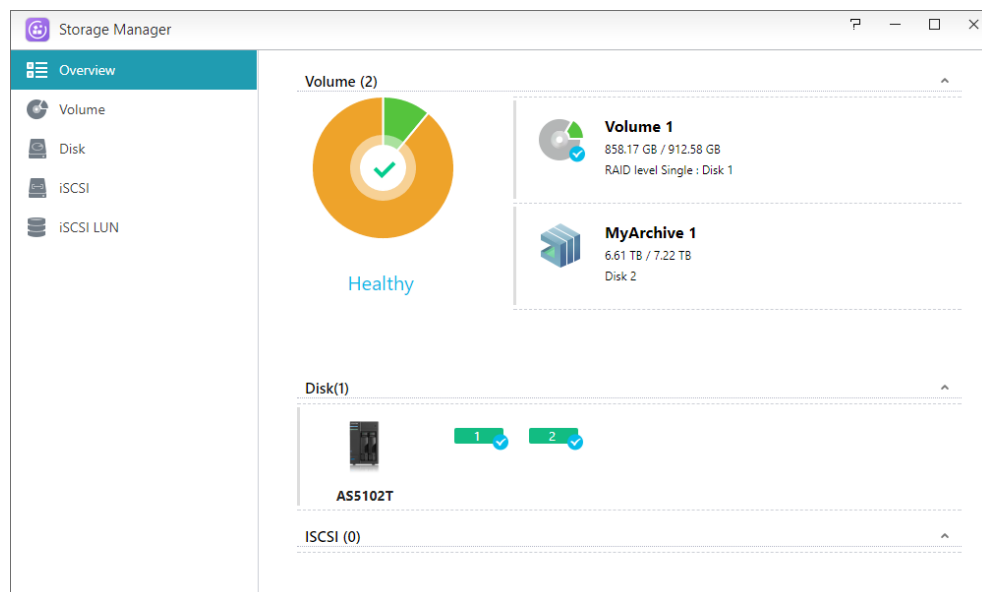 Storage Manager
Overview
Volume
Disk
iSCSI
iSCSI LUN
Volume (2)
Healthy
Volume 1
858.17 GB / 912.58 GB
RAID level Single : Disk 1
MyArchive 1
6.61 TB / 7.22 TB
Disk 2
Disk(1)
1 2
AS5102T
ISCSI (0)